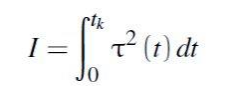 I = ∫₀^{t_k} τ² (t) dt